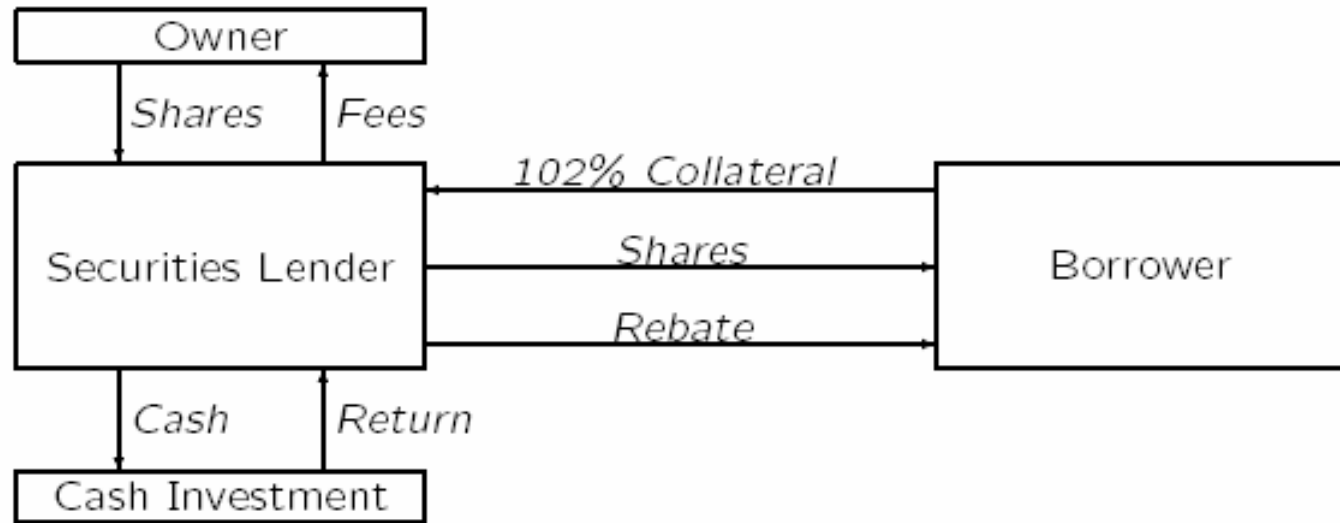 Owner
Shares
Fees
102% Collateral
Securities Lender
Shares
Borrower
Rebate
Cash
Return
Cash Investment